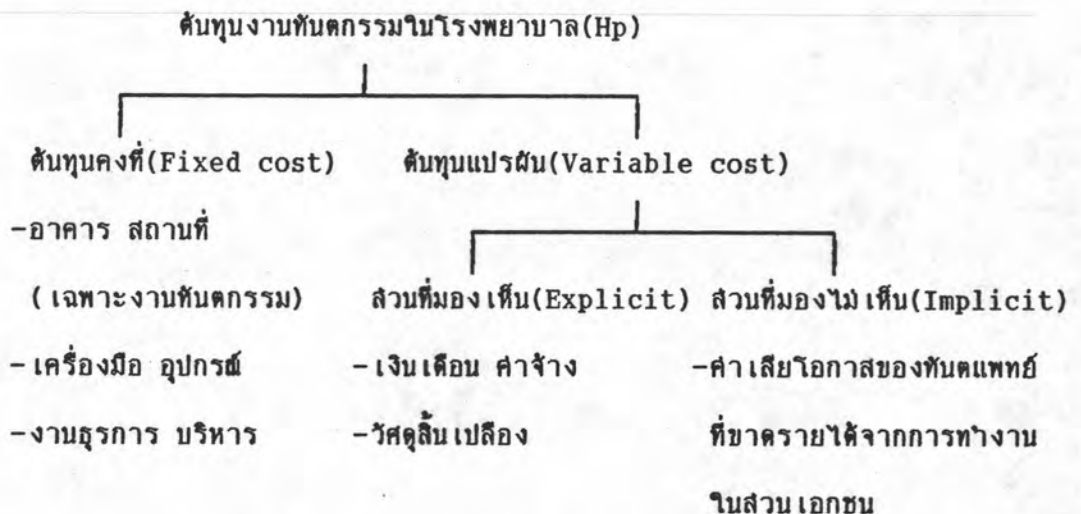 ต้นทุนงานทันตกรรมในโรงพยาบาล(Hp)
ต้นทุนคงที่(Fixed cost) ต้นทุนแปรผัน(Variable cost)
-อาคาร สถานที่
(เฉพาะงานทันตกรรม) ส่วนที่มองเห็น(Explicit) ส่วนที่มองไม่เห็น(Implicit)
-เครื่องมือ อุปกรณ์ -เงินเดือน ค่าจ้าง -ค่าเสียโอกาสของทันตแพทย์
-งานธุรการ บริหาร -วัสดุสิ้นเปลือง ที่ขาดรายได้จากการทำงาน
ในส่วนเอกชน